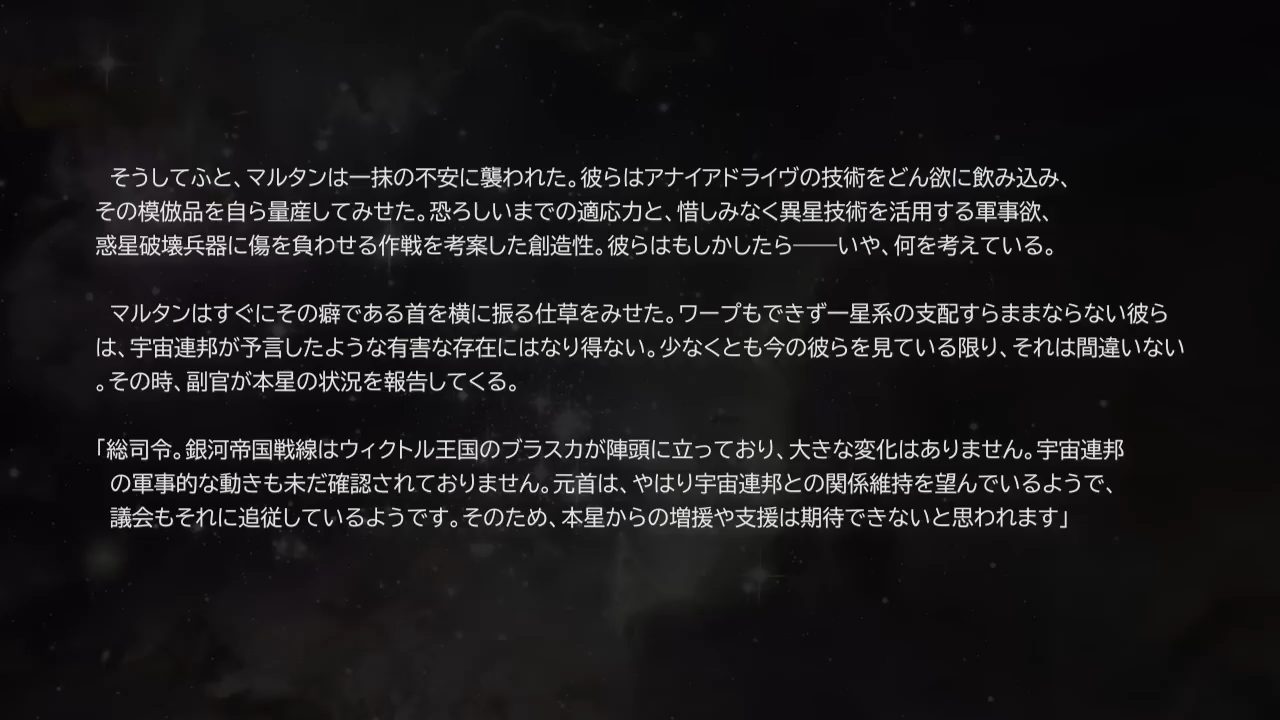 そうしてふと、マルタンは一抹の不安に襲われた。彼らはアナイアドライヴの技術をどん欲に飲み込み、
その模倣品を自ら量産してみせた。恐ろしいまでの適応力と、惜しみなく異星技術を活用する軍事欲、
惑星破壊兵器に傷を負わせる作戦を考案した創造性。彼らはもしかしたら――いや、何を考えている。
マルタンはすぐにその癖である首を横に振る仕草をみせた。ワープもできず一星系の支配すらままならない彼ら
は、宇宙連邦が予言したような有害な存在にはなり得ない。少なくとも今の彼らを見ている限り、それは間違いない
。その時、副官が本星の状況を報告してくる。
「総司令。銀河帝国戦線はウィクトル王国のブラスカが陣頭に立っており、大きな変化はありません。宇宙連邦
の軍事的な動きも未だ確認されておりません。元首は、やはり宇宙連邦との関係維持を望んでいるようで、
議会もそれに追従しているようです。そのため、本星からの増援や支援は期待できないと思われます」